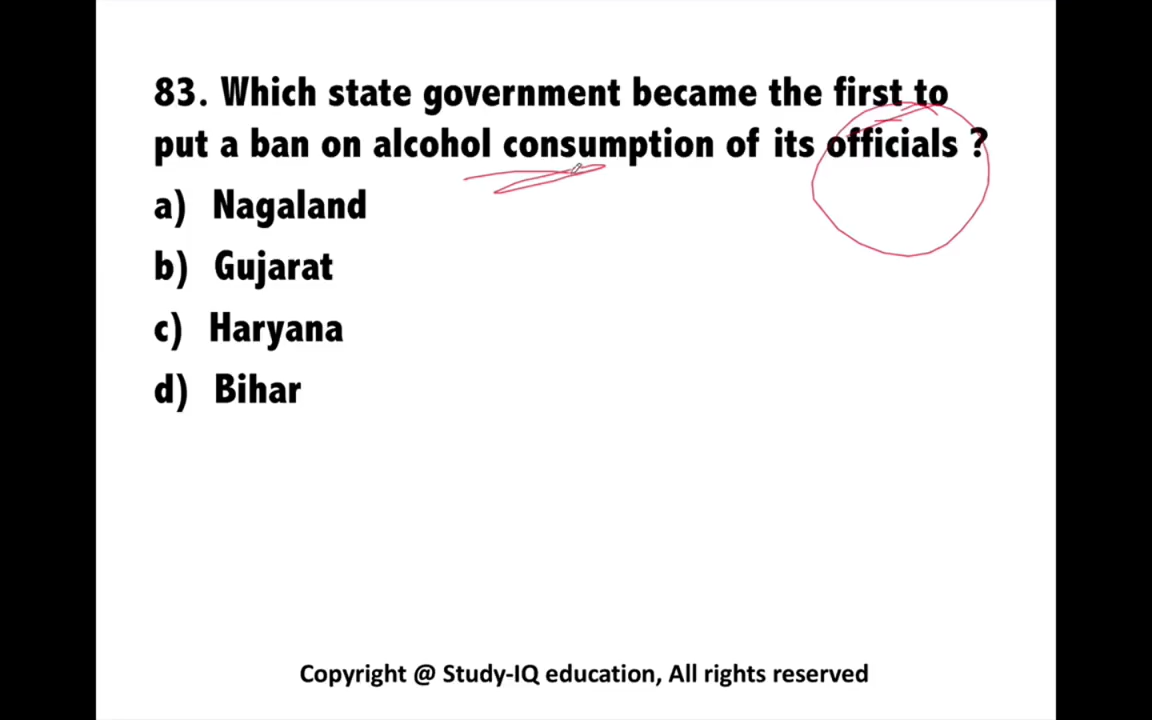 83. Which state government became the first to
put a ban on alcohol consumption of its officials ?
a) Nagaland
b) Gujarat
c) Haryana
d) Bihar
Copyright @ Study-IQ education, All rights reserved